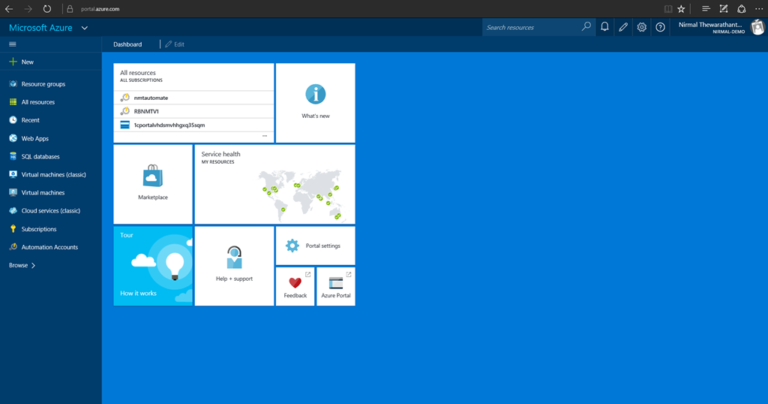 portal.azure.com
Microsoft Azure
Dashboard
Edit
Search resources
Nirmal Thewarathant...
NIRMAL-DEMO
New
Resource groups
All resources
Recent
Web Apps
SQL databases
Virtual machines (classic)
Virtual machines
Cloud services (classic)
Subscriptions
Automation Accounts
Browse
All resources
ALL SUBSCRIPTIONS
nmtautomate
RBNMTV1
...
What's new
Marketplace
Service health
MY RESOURCES
Tour
How it works
Help + support
Portal settings
Feedback
Azure Portal